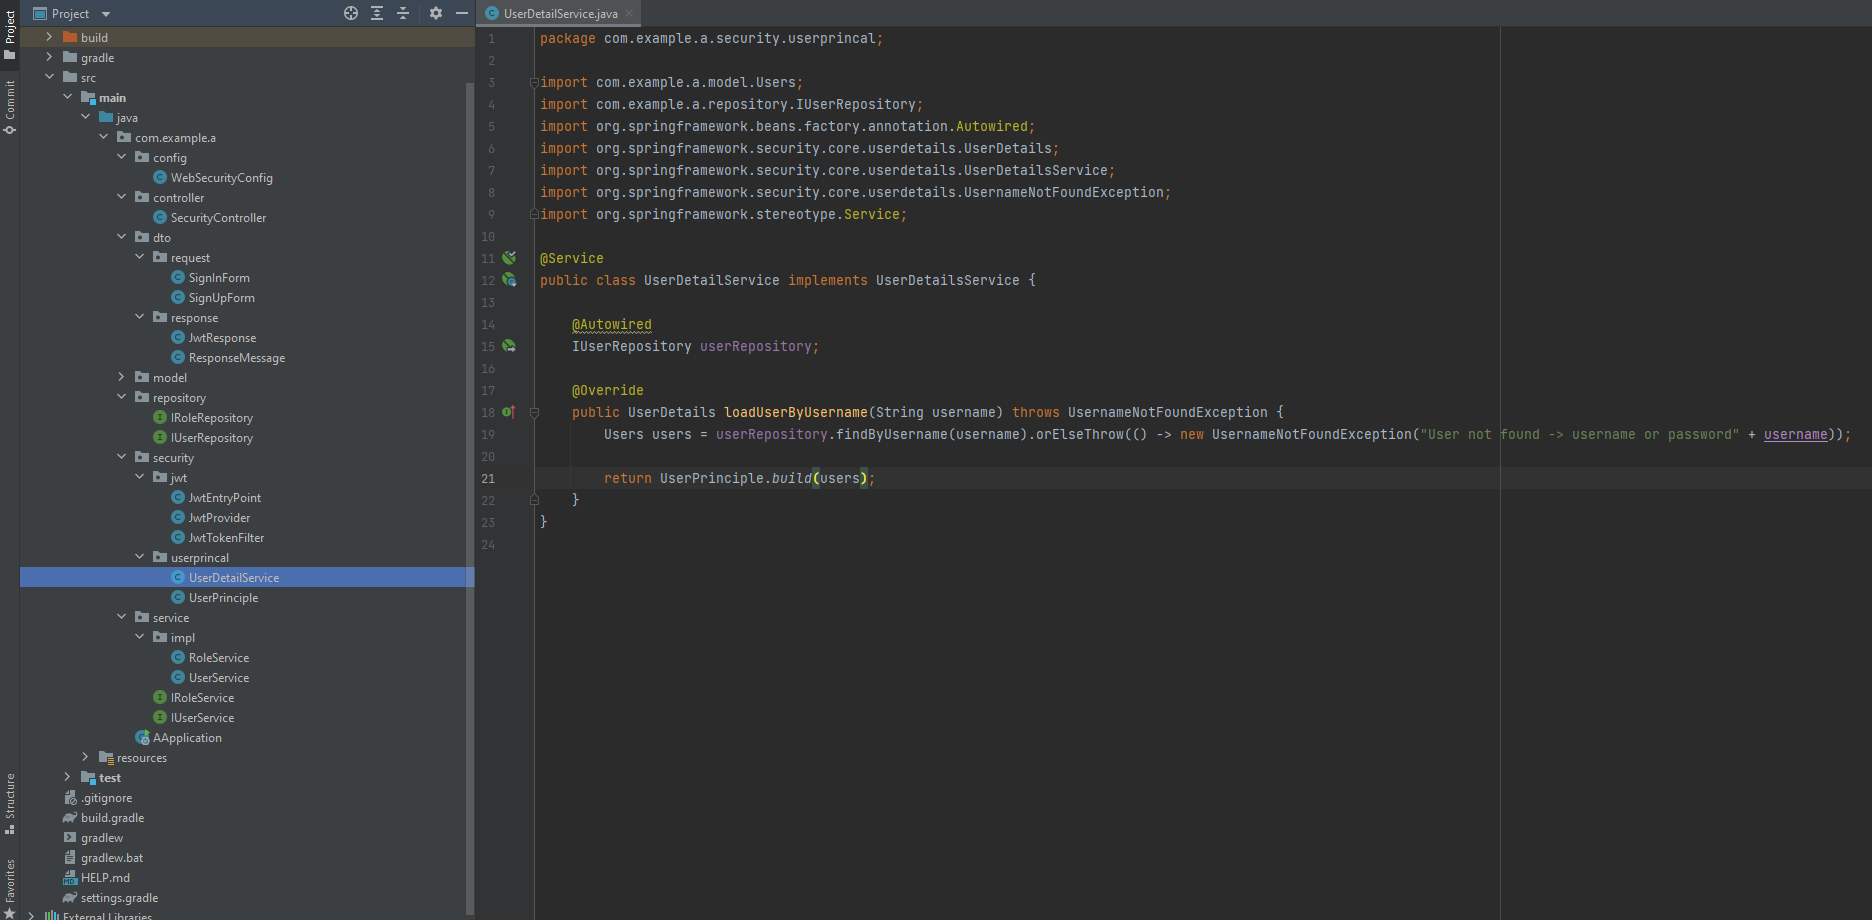 Project
build
gradle
src
main
java
com.example.a
config
WebSecurityConfig
controller
SecurityController
dto
request
SignInForm
SignUpForm
response
JwtResponse
ResponseMessage
model
repository
IRoleRepository
IUserRepository
security
jwt
JwtEntryPoint
JwtProvider
JwtTokenFilter
userprincal
UserDetailService
UserPrinciple
service
impl
RoleService
UserService
IRoleService
IUserService
AApplication
resources
test
.gitignore
build.gradle
gradlew
gradlew.bat
HELP.md
settings.gradle
External Libraries
Project
Commit
Structure
Favorites
UserDetailService.java
1 package com.example.a.security.userprincal;
2
3 import com.example.a.model.Users;
4 import com.example.a.repository.IUserRepository;
5 import org.springframework.beans.factory.annotation.Autowired;
6 import org.springframework.security.core.userdetails.UserDetails;
7 import org.springframework.security.core.userdetails.UserDetailsService;
8 import org.springframework.security.core.userdetails.UsernameNotFoundException;
9 import org.springframework.stereotype.Service;
10
11 @Service
12 public class UserDetailService implements UserDetailsService {
13
14 @Autowired
15 IUserRepository userRepository;
16
17 @Override
18 public UserDetails loadUserByUsername(String username) throws UsernameNotFoundException {
19 Users users = userRepository.findByUsername(username).orElseThrow(() -> new UsernameNotFoundException("User not found -> username or password" + username));
20
21 return UserPrinciple.build(users);
22 }
23 }
24